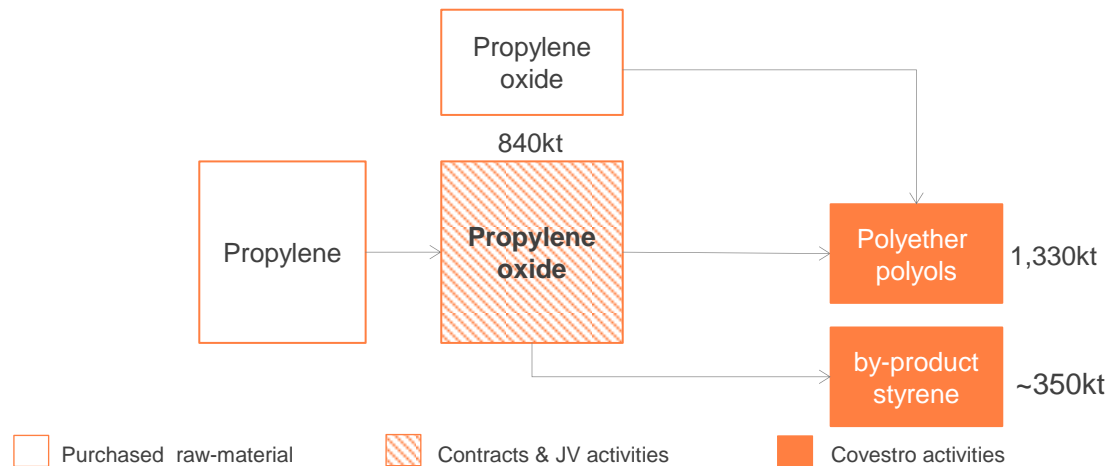 Propylene
oxide
840kt
Propylene
Propylene
oxide
Polyether
polyols
1,330kt
by-product
styrene
~350kt
Purchased raw-material
Contracts & JV activities
Covestro activities